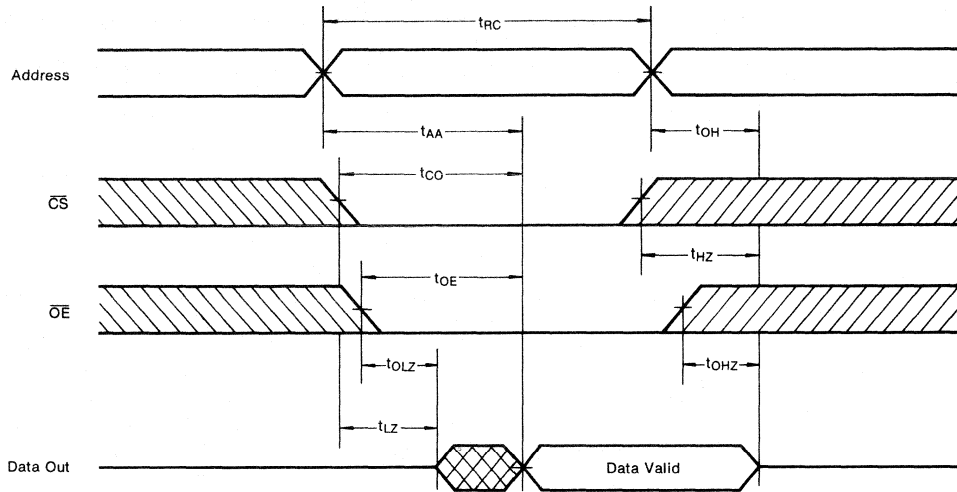 tRC
Address
tAA
tOH
tCO
CS
tHZ
tOE
OE
tOLZ
tOHZ
tLZ
Data Out
Data Valid